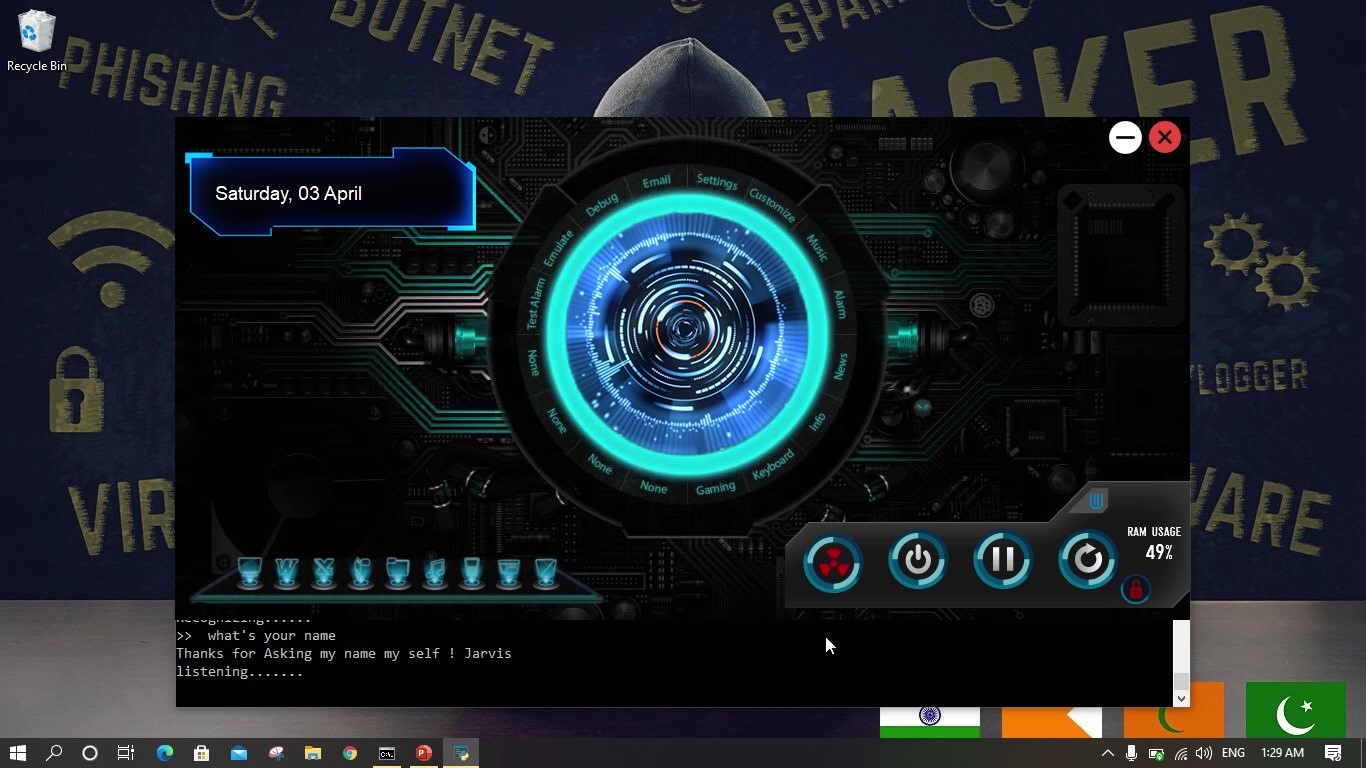 Recycle Bin
PHISHING
BOTNET
SPAM
HACKER
Saturday, 03 April
Email
Settings
Customize
Music
Alarm
News
Info
Keyboard
Gaming
None
None
None
None
Test Alarm
Emulate
Debug
LOGGER
VIR
WARE
RAM USAGE
49%
Recognizing......
>>  what's your name
Thanks for Asking my name my self ! Jarvis
listening.......
ENG
1:29 AM